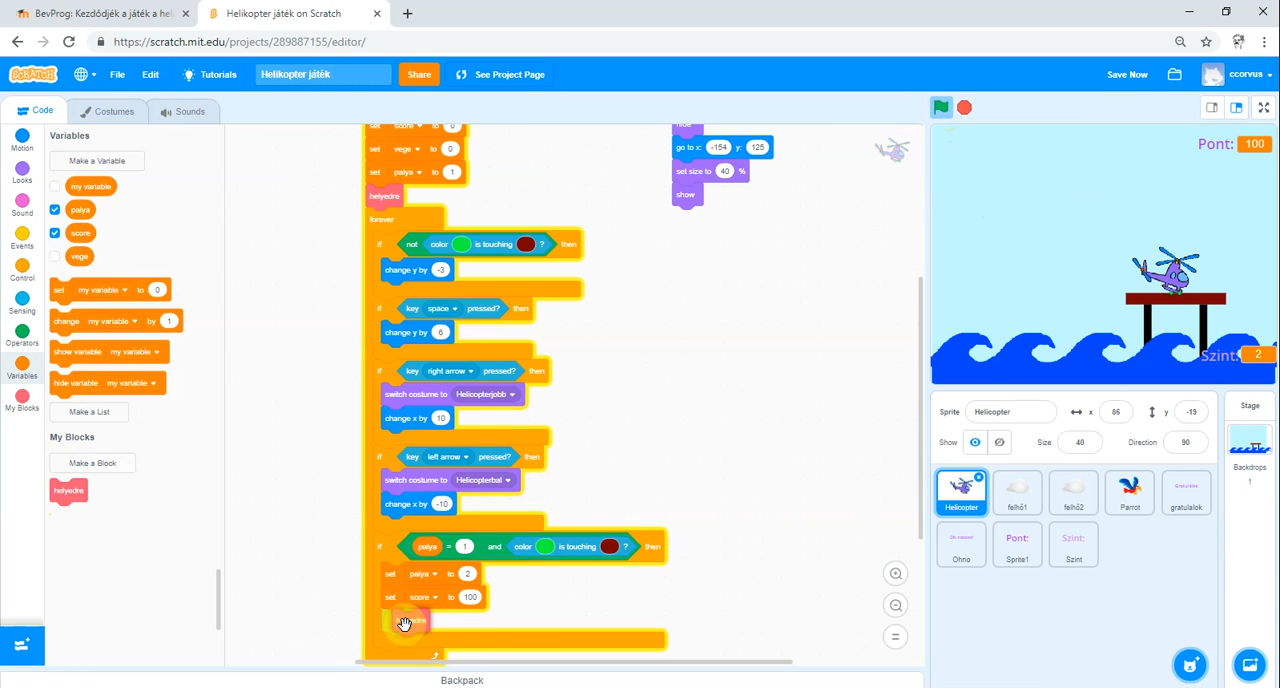 BevProg: Kezdődjék a játék a hel
Helikopter játék on Scratch
https://scratch.mit.edu/projects/289887155/editor/
SCRATCH
File
Edit
Tutorials
Helikopter játék
Share
See Project Page
Save Now
ccorvus
Code
Costumes
Sounds
Motion
Looks
Sound
Events
Control
Sensing
Operators
Variables
My Blocks
Variables
Make a Variable
my variable
palya
score
vege
set my variable to 0
change my variable by 1
show variable my variable
hide variable my variable
Make a List
My Blocks
Make a Block
helyedre
set score to 0
set vege to 0
set palya to 1
helyedre
forever
if not color is touching ? then
change y by -3
if key space pressed? then
change y by 6
if key right arrow pressed? then
switch costume to Helicopterjobb
change x by 10
if key left arrow pressed? then
switch costume to Helicopterbal
change x by -10
if palya = 1 and color is touching ? then
set palya to 2
set score to 100
hide
go to x: -154 y: 125
set size to 40 %
show
Pont: 100
Szint: 2
Sprite Helicopter x 86 y -19
Show Size 40 Direction 90
Helicopter
felhő1
felhő2
Parrot
Gratulálok
gratulalok
Ohno
Pont:
Sprite1
Szint:
Szint
Stage
Backdrops
1
Backpack